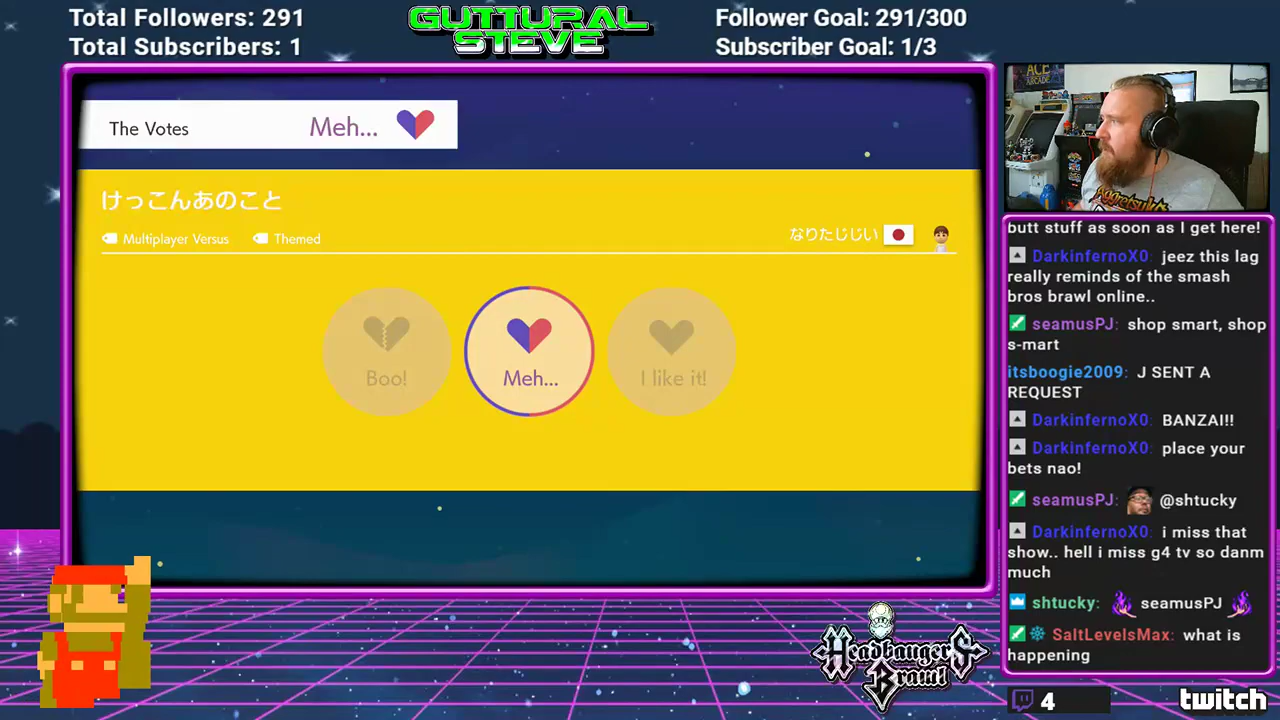 Total Followers: 291
Total Subscribers: 1
GUTTURAL
STEVE
Follower Goal: 291/300
Subscriber Goal: 1/3
The Votes
Meh...
けっこんあのこと
Multiplayer Versus
Themed
なりたじじい
Boo!
Meh...
I like it!
ACE
ARCADE
Aggretsuko
butt stuff as soon as I get here!
DarkinfernoX0: jeez this lag
really reminds of the smash
bros brawl online..
seamusPJ: shop smart, shop
s-mart
itsboogie2009: J SENT A
REQUEST
DarkinfernoX0: BANZAI!!
DarkinfernoX0: place your
bets nao!
seamusPJ: @shtucky
DarkinfernoX0: i miss that
show.. hell i miss g4 tv so danm
much
shtucky: seamusPJ
SaltLevelsMax: what is
happening
Headbangers
Brawl
4
twitch